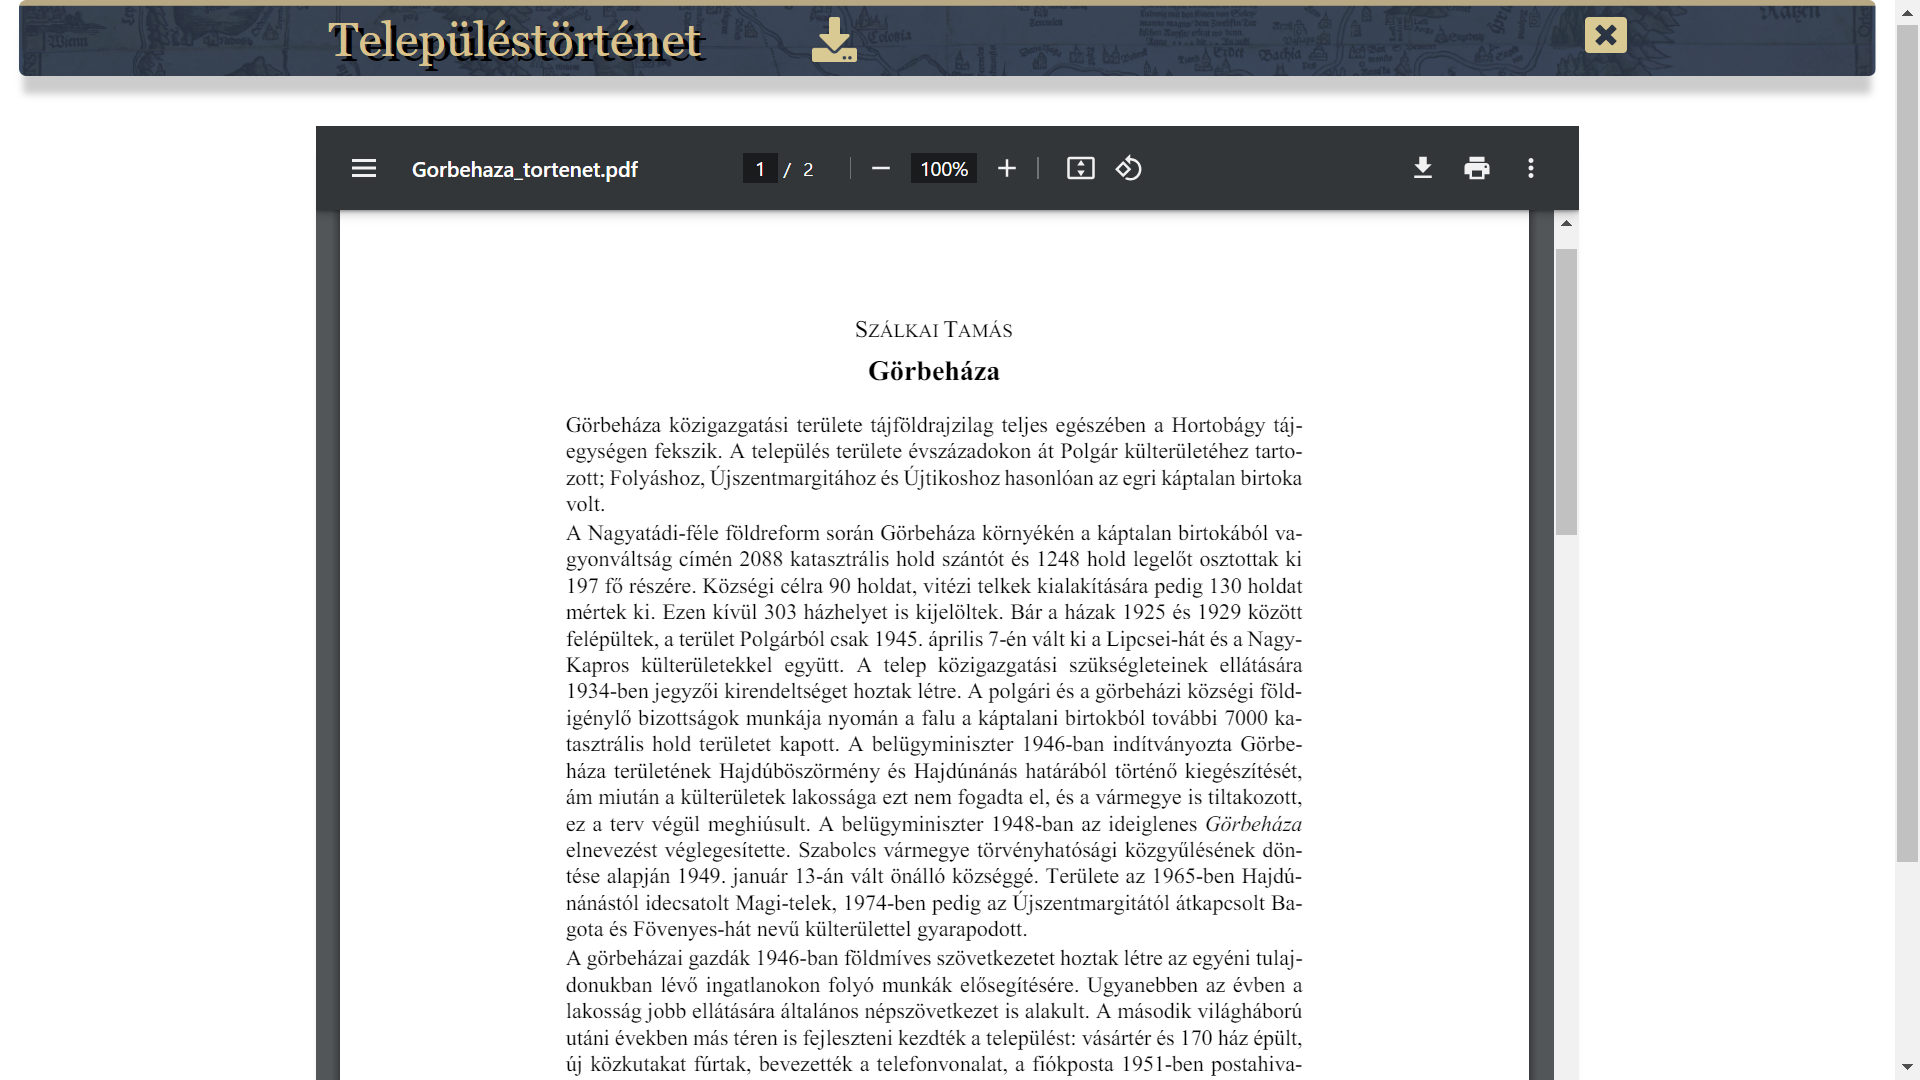 Településtörténet
Gorbehaza_tortenet.pdf
1 / 2
100%
SZÁLKAI TAMÁS
Görbeháza
Görbeháza közigazgatási területe tájföldrajzilag teljes egészében a Hortobágy táj-
egységen fekszik. A település területe évszázadokon át Polgár külterületéhez tarto-
zott; Folyáshoz, Újszentmargitához és Újtikoshoz hasonlóan az egri káptalan birtoka
volt.
A Nagyatádi-féle földreform során Görbeháza környékén a káptalan birtokából va-
gyonváltság címén 2088 katasztrális hold szántót és 1248 hold legelőt osztottak ki
197 fő részére. Községi célra 90 holdat, vitézi telkek kialakítására pedig 130 holdat
mértek ki. Ezen kívül 303 házhelyet is kijelöltek. Bár a házak 1925 és 1929 között
felépültek, a terület Polgárból csak 1945. április 7-én vált ki a Lipcsei-hát és a Nagy-
Kapros külterületekkel együtt. A telep közigazgatási szükségleteinek ellátására
1934-ben jegyzői kirendeltséget hoztak létre. A polgári és a görbeházi községi föld-
igénylő bizottságok munkája nyomán a falu a káptalani birtokból további 7000 ka-
tasztrális hold területet kapott. A belügyminiszter 1946-ban indítványozta Görbe-
háza területének Hajdúböszörmény és Hajdúnánás határából történő kiegészítését,
ám miután a külterületek lakossága ezt nem fogadta el, és a vármegye is tiltakozott,
ez a terv végül meghiúsult. A belügyminiszter 1948-ban az ideiglenes Görbeháza
elnevezést véglegesítette. Szabolcs vármegye törvényhatósági közgyűlésének dön-
tése alapján 1949. január 13-án vált önálló községgé. Területe az 1965-ben Hajdú-
nánástól idecsatolt Magi-telek, 1974-ben pedig az Újszentmargitától átkapcsolt Ba-
gota és Fövenyes-hát nevű külterülettel gyarapodott.
A görbeházai gazdák 1946-ban földmíves szövetkezetet hoztak létre az egyéni tulaj-
donukban lévő ingatlanokon folyó munkák elősegítésére. Ugyanebben az évben a
lakosság jobb ellátására általános népszövetkezet is alakult. A második világháború
utáni években más téren is fejleszteni kezdték a települést: vásártér és 170 ház épült,
új közkutakat fúrtak, bevezették a telefonvonalat, a fiókposta 1951-ben postahiva-